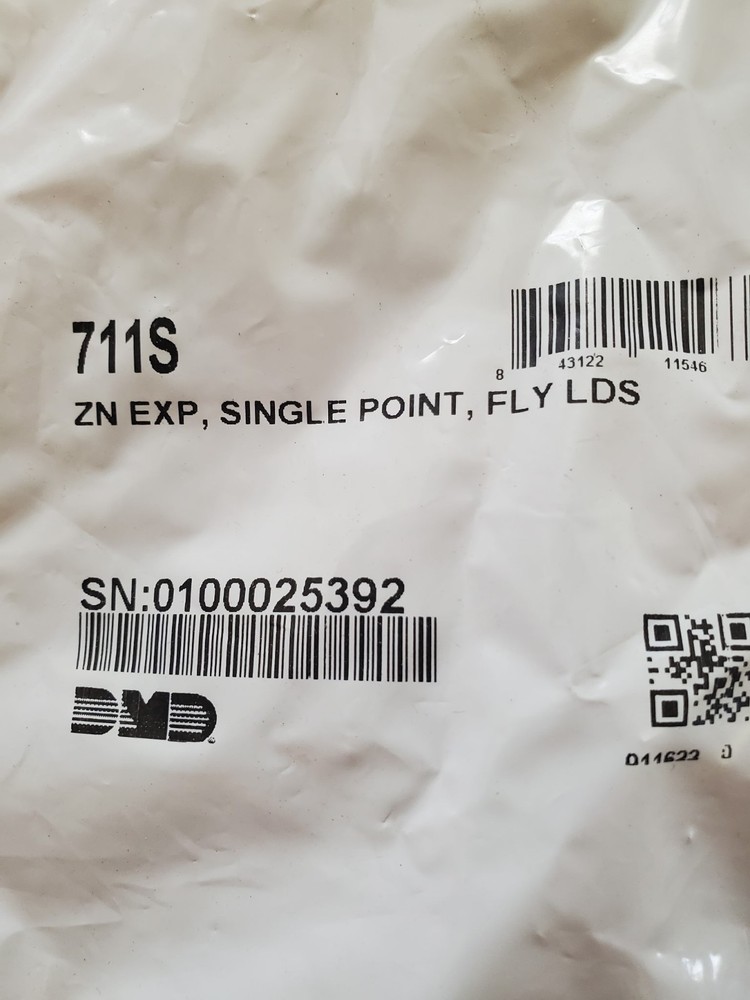 711S
8 43122 11546
ZN EXP, SINGLE POINT, FLY LDS
SN:0100025392
DMP